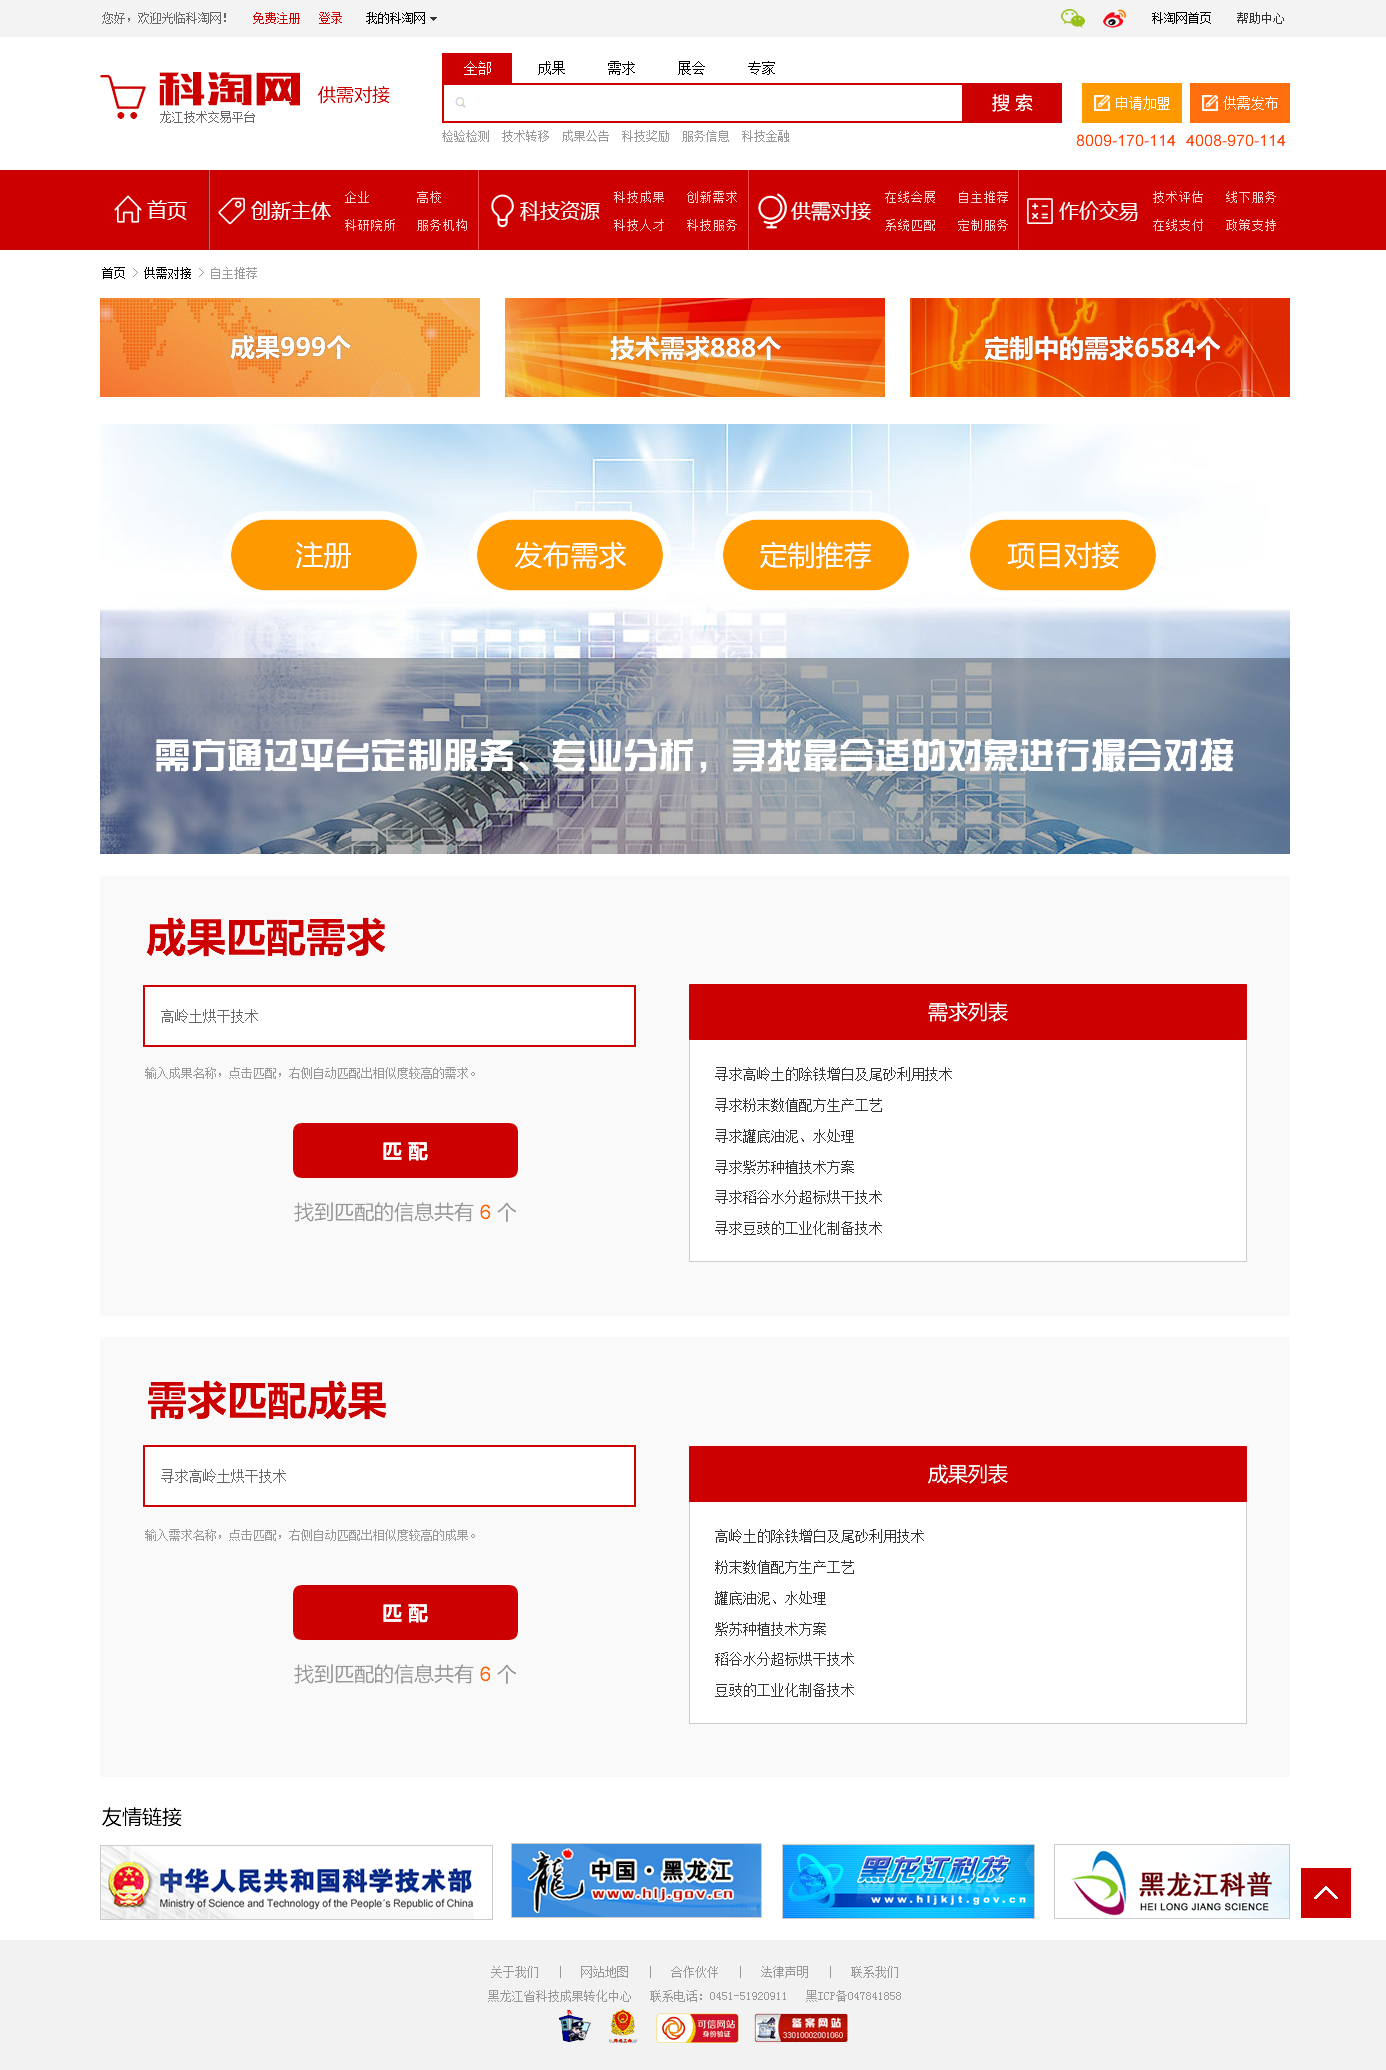 您好，欢迎光临科淘网！ 免费注册 登录 我的科淘网 科淘网首页 帮助中心
科淘网 供需对接
龙江技术交易平台
全部 成果 需求 展会 专家
搜 索 申请加盟 供需发布
检验检测 技术转移 成果公告 科技奖励 服务信息 科技金融
8009-170-114 4008-970-114
首页
创新主体 企业 高校 科研院所 服务机构
科技资源 科技成果 创新需求 科技人才 科技服务
供需对接 在线会展 自主推荐 系统匹配 定制服务
作价交易 技术评估 线下服务 在线支付 政策支持
首页 > 供需对接 > 自主推荐
成果999个 技术需求888个 定制中的需求6584个
注册 发布需求 定制推荐 项目对接
需方通过平台定制服务、专业分析，寻找最合适的对象进行撮合对接
成果匹配需求
高岭土烘干技术
输入成果名称，点击匹配，右侧自动匹配出相似度较高的需求。
匹 配
找到匹配的信息共有 6 个
需求列表
寻求高岭土的除铁增白及尾砂利用技术
寻求粉末数值配方生产工艺
寻求罐底油泥、水处理
寻求紫苏种植技术方案
寻求稻谷水分超标烘干技术
寻求豆豉的工业化制备技术
需求匹配成果
寻求高岭土烘干技术
输入需求名称，点击匹配，右侧自动匹配出相似度较高的成果。
匹 配
找到匹配的信息共有 6 个
成果列表
高岭土的除铁增白及尾砂利用技术
粉末数值配方生产工艺
罐底油泥、水处理
紫苏种植技术方案
稻谷水分超标烘干技术
豆豉的工业化制备技术
友情链接
中华人民共和国科学技术部
Ministry of Science and Technology of the People's Republic of China
龍 中国·黑龙江
www.hlj.gov.cn
黑龙江科技
www.hljkjt.gov.cn
黑龙江科普
HEI LONG JIANG SCIENCE
关于我们 | 网站地图 | 合作伙伴 | 法律声明 | 联系我们
黑龙江省科技成果转化中心 联系电话：0451-51920911 黑ICP备047841858
可信网站
身份验证
备案网站
33010002001060